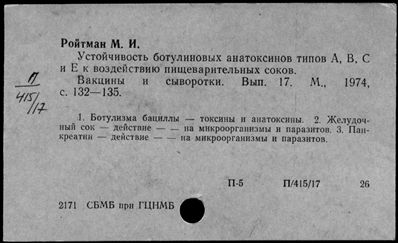 Ройтман М. И.
Устойчивость ботулиновых анатоксинов типов А, В, С
и Е к воздействию пищеварительных соков.
Вакцины и сыворотки. Вып. 17. М., 1974,
с. 132—135.
П
415/
17
1. Ботулизма бациллы — токсины и анатоксины. 2. Желудоч-
ный сок — действие — — на микроорганизмы и паразитов. 3. Пан-
креатин — действие — — на микроорганизмы и паразитов.
П-5 П/415/17 26
2171 СБМБ при ГЦНМБ